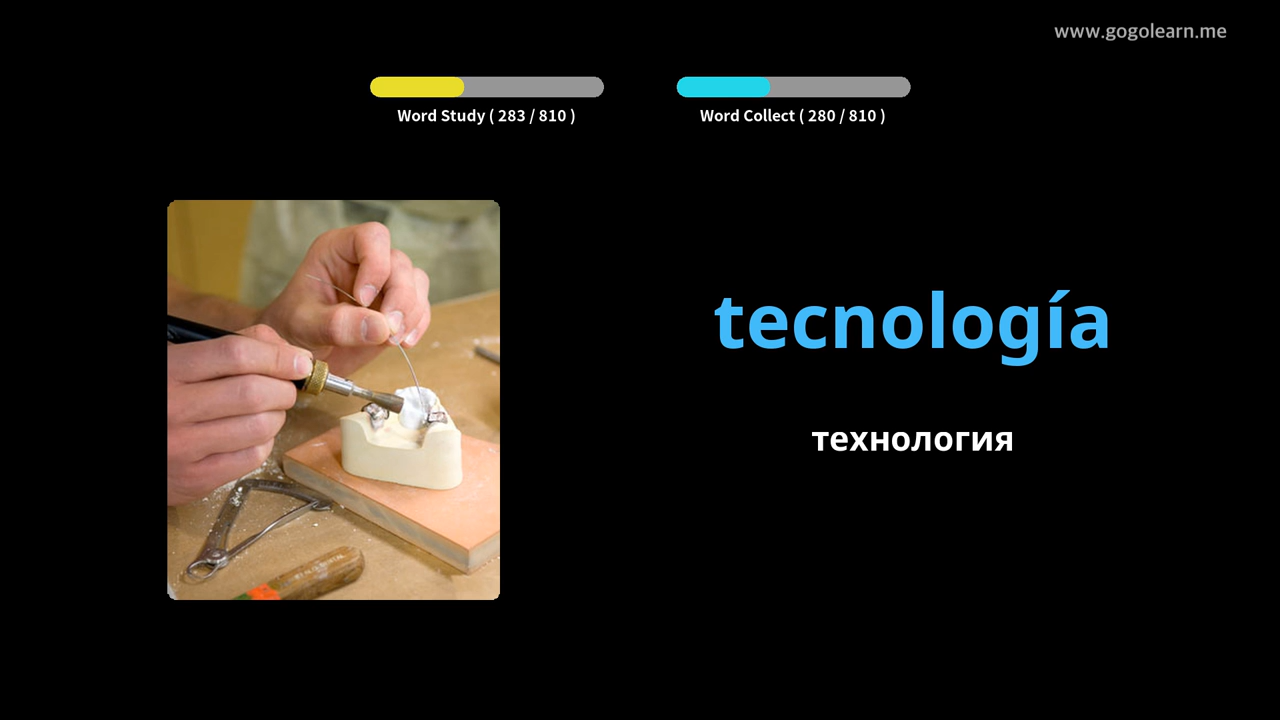 www.gogolearn.me
Word Study ( 283 / 810 )
Word Collect ( 280 / 810 )
tecnología
технология